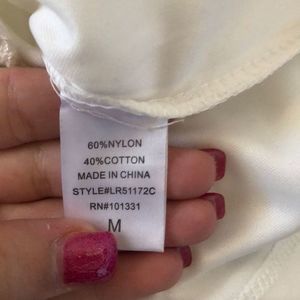 60%NYLON
40%COTTON
MADE IN CHINA
STYLE#LR51172C
RN#101331
M